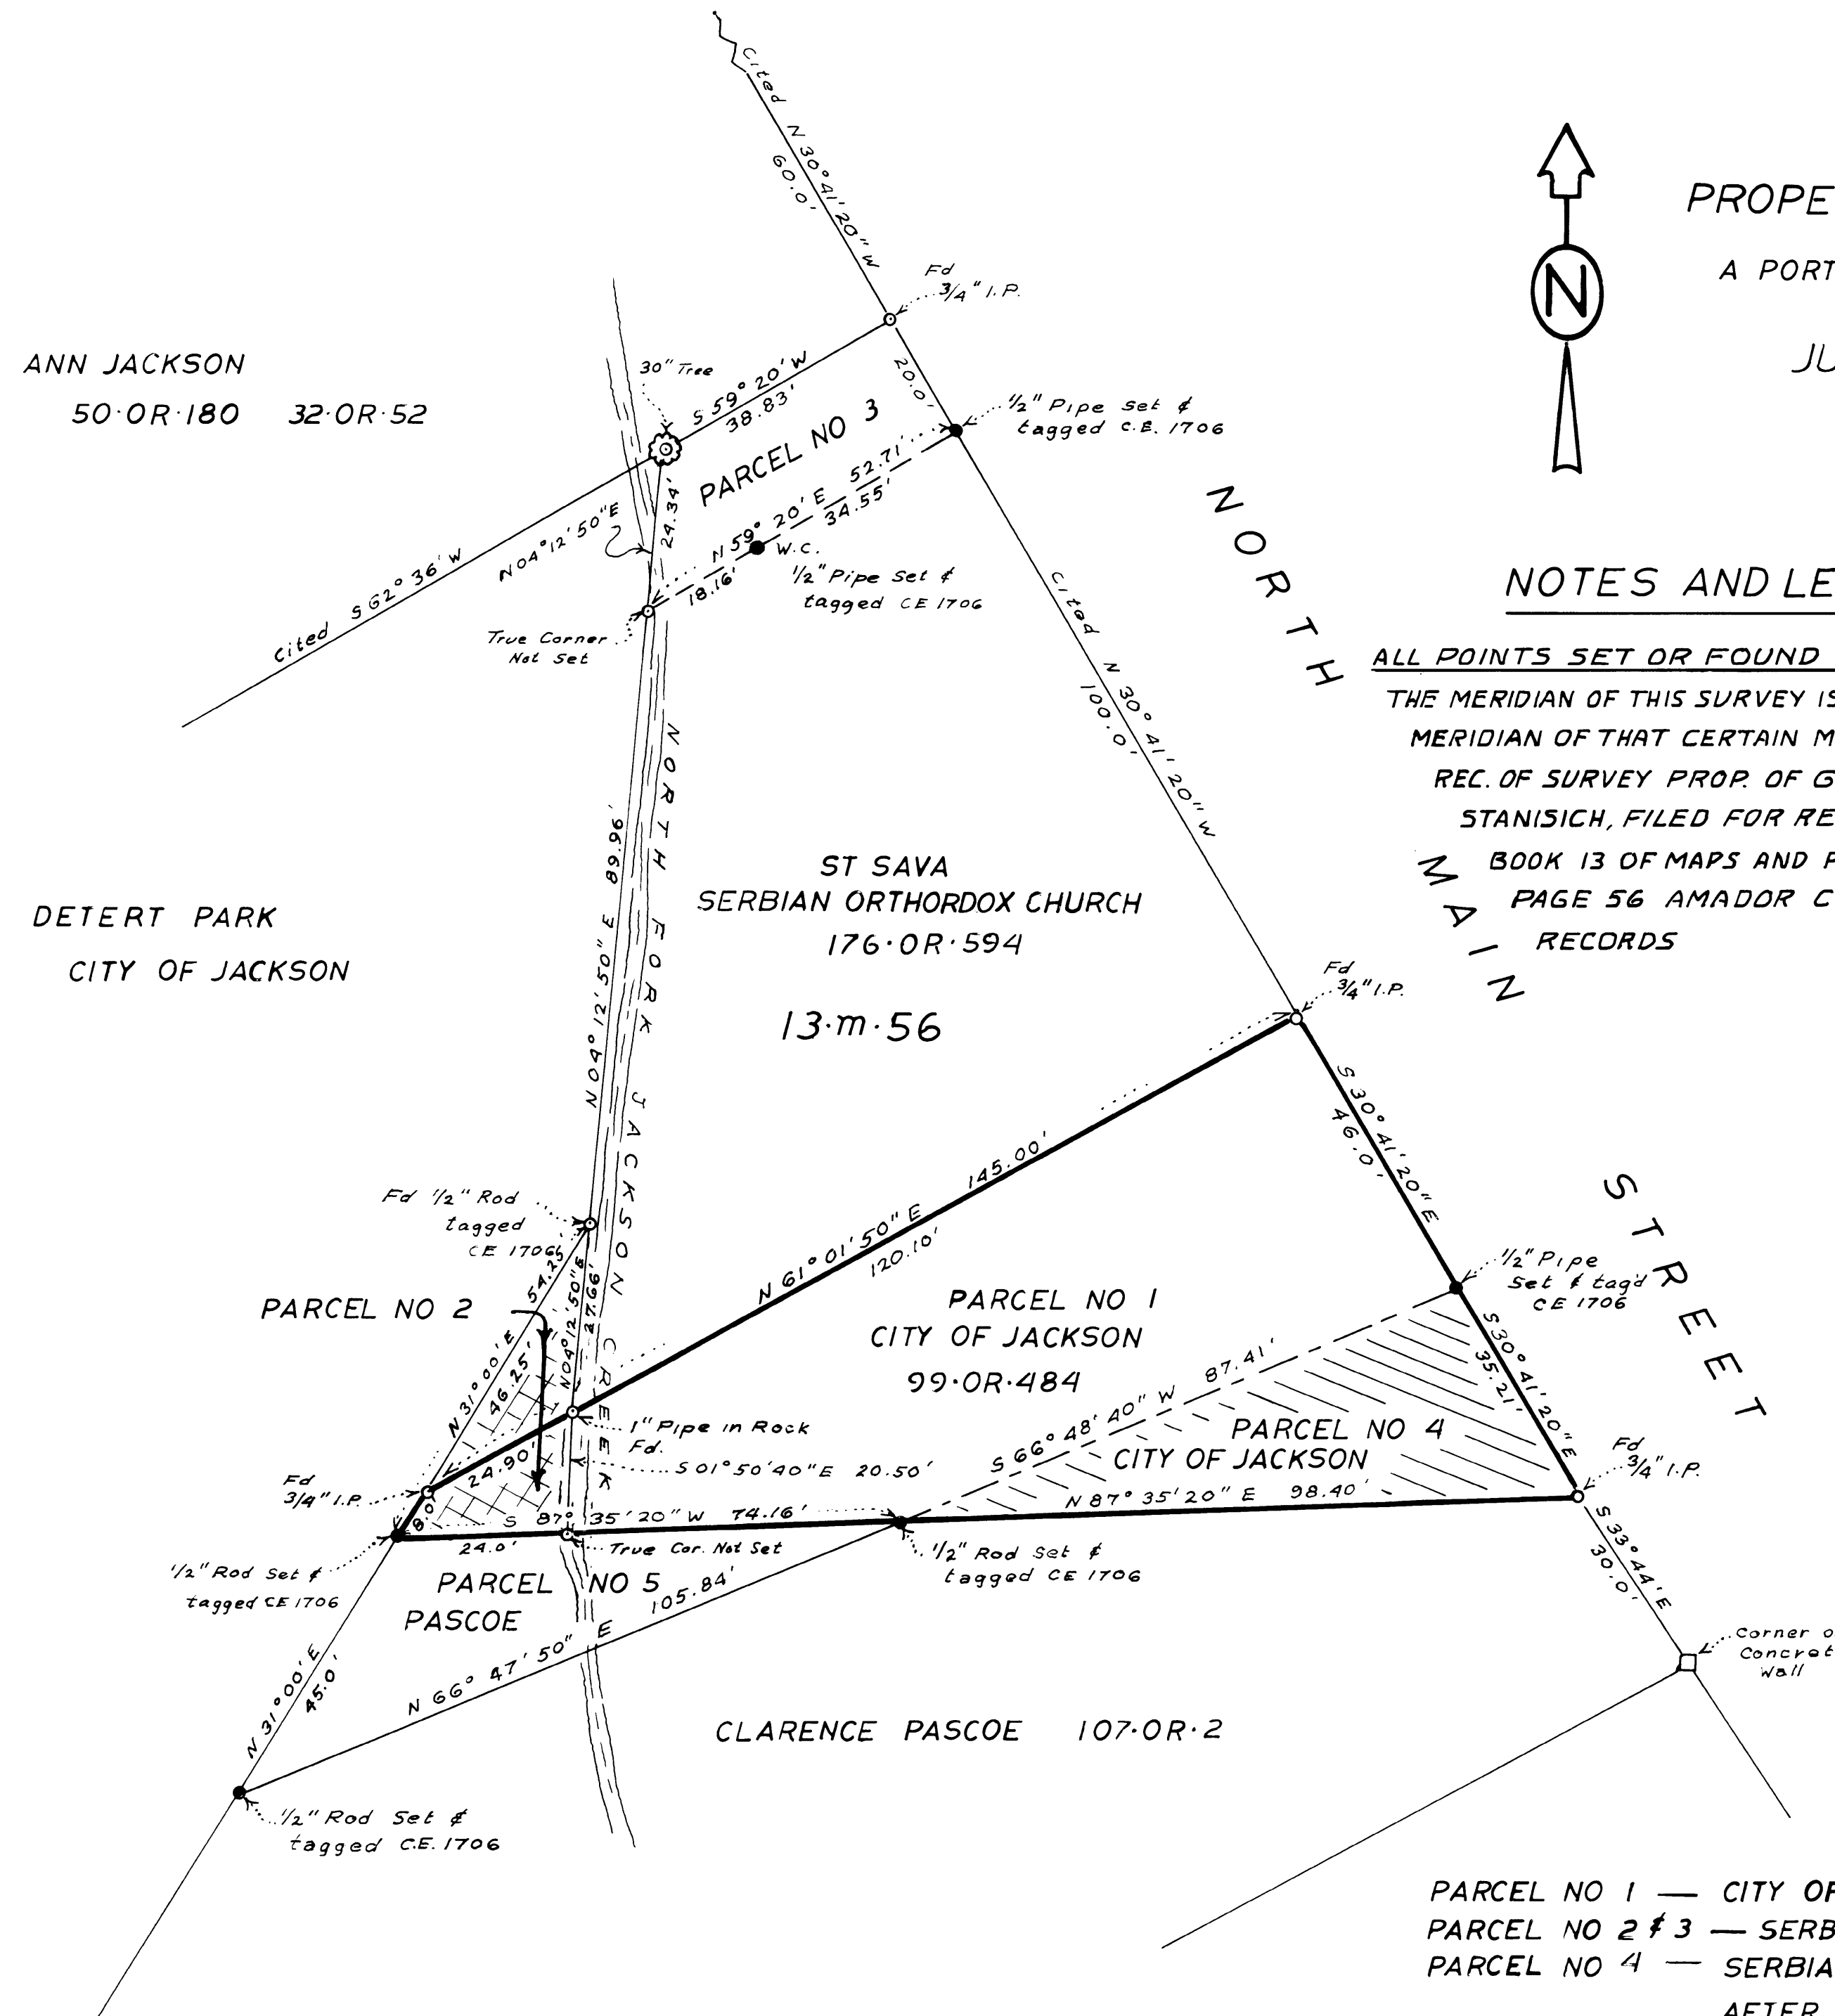 Cited N 30° 41' 20" W
60.0'
PROPE
A PORT
JU
N
Fd
3/4" I.P.
ANN JACKSON
50·OR·180 32·OR·52
30" Tree
S 59° 20' W
38.83'
20.0'
PARCEL NO 3
1/2" Pipe Set &
tagged C.E. 1706
N 59° 20' E 52.71'
34.55'
18.16'
W.C.
1/2" Pipe Set &
tagged CE 1706
24.34'
N 04° 12' 50" E
Cited S 62° 36' W
True Corner
Not Set
Cited N 30° 41' 20" W
100.0'
NORTH
MAIN
STREET
NOTES AND LE
ALL POINTS SET OR FOUND
THE MERIDIAN OF THIS SURVEY IS
MERIDIAN OF THAT CERTAIN M
REC. OF SURVEY PROP. OF G
STANISICH, FILED FOR RE
BOOK 13 OF MAPS AND P
PAGE 56 AMADOR C
RECORDS
NORTH FORK JACKSON CREEK
N 04° 12' 50" E 89.96'
ST SAVA
SERBIAN ORTHORDOX CHURCH
176·OR·594
13·m·56
DETERT PARK
CITY OF JACKSON
Fd
3/4" I.P.
S 30° 41' 20" E
46.0'
N 61° 01' 50" E 145.00'
120.10'
Fd 1/2" Rod
tagged
CE 1706
54.25'
N 04° 12' 50" E
27.66'
PARCEL NO 2
N 31° 00' E
46.25'
PARCEL NO 1
CITY OF JACKSON
99·OR·484
1/2" Pipe
Set & tag'd
CE 1706
S 30° 41' 20" E
35.21'
S 66° 48' 40" W 87.41'
PARCEL NO 4
CITY OF JACKSON
1" Pipe in Rock
Fd.
S 01° 50' 40" E 20.50'
24.90'
Fd
3/4" I.P.
8.0'
S 87° 35' 20" W 74.16'
N 87° 35' 20" E 98.40'
Fd
3/4" I.P.
24.0'
True Cor. Not Set
1/2" Rod Set &
tagged CE 1706
1/2" Rod Set &
tagged CE 1706
PARCEL NO 5
PASCOE
S 33° 44' E
30.0'
Corner o
Concret
Wall
N 66° 47' 50" E 105.84'
N 31° 00' E
45.0'
CLARENCE PASCOE 107·OR·2
1/2" Rod Set &
tagged C.E. 1706
PARCEL NO 1 — CITY OF
PARCEL NO 2 & 3 — SERB
PARCEL NO 4 — SERBIA
AFTER